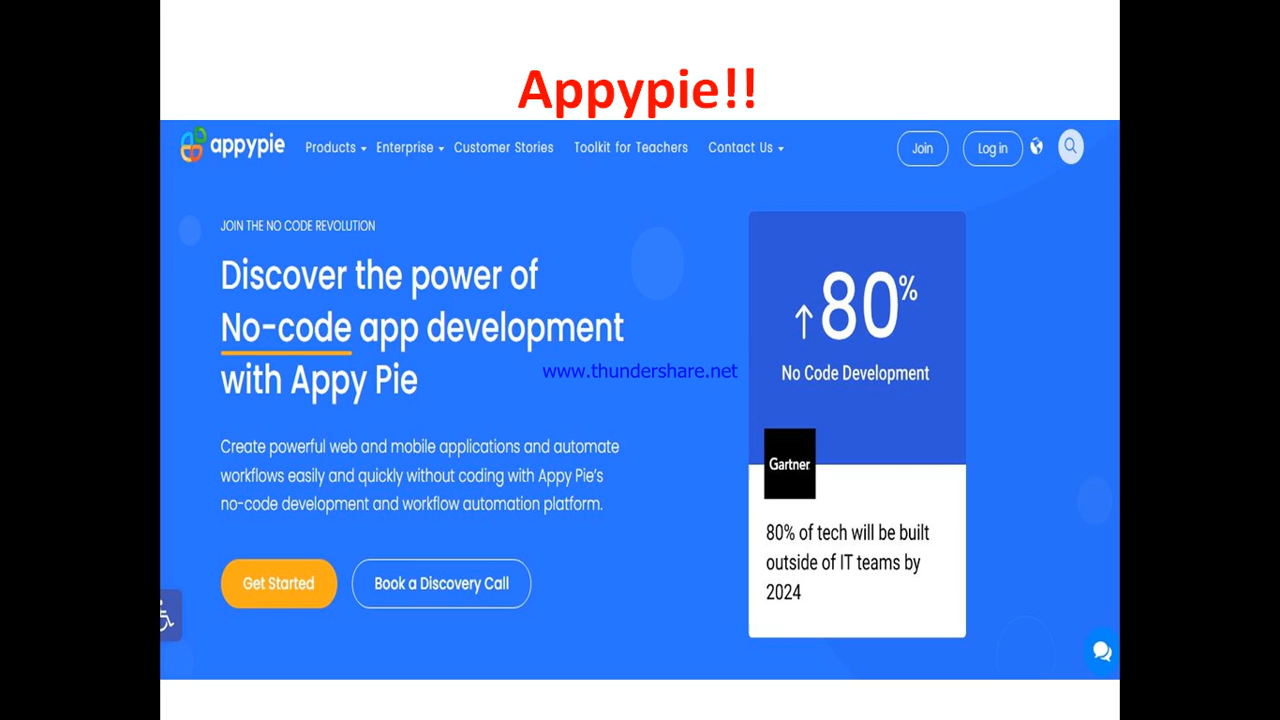 Appypie!!
appypie Products Enterprise Customer Stories Toolkit for Teachers Contact Us Join Log in
JOIN THE NO CODE REVOLUTION
Discover the power of
No-code app development
with Appy Pie
www.thundershare.net
Create powerful web and mobile applications and automate
workflows easily and quickly without coding with Appy Pie's
no-code development and workflow automation platform.
Get Started Book a Discovery Call
↑80%
No Code Development
Gartner
80% of tech will be built
outside of IT teams by
2024